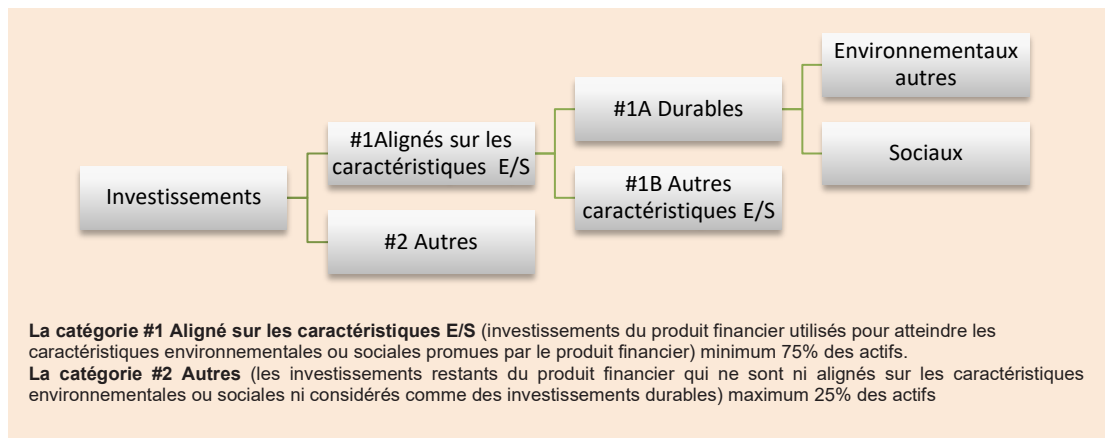 Environnementaux
autres
#1A Durables
#1Alignés sur les
caractéristiques E/S
Sociaux
Investissements
#1B Autres
caractéristiques E/S
#2 Autres
La catégorie #1 Aligné sur les caractéristiques E/S (investissements du produit financier utilisés pour atteindre les
caractéristiques environnementales ou sociales promues par le produit financier) minimum 75% des actifs.
La catégorie #2 Autres (les investissements restants du produit financier qui ne sont ni alignés sur les caractéristiques
environnementales ou sociales ni considérés comme des investissements durables) maximum 25% des actifs